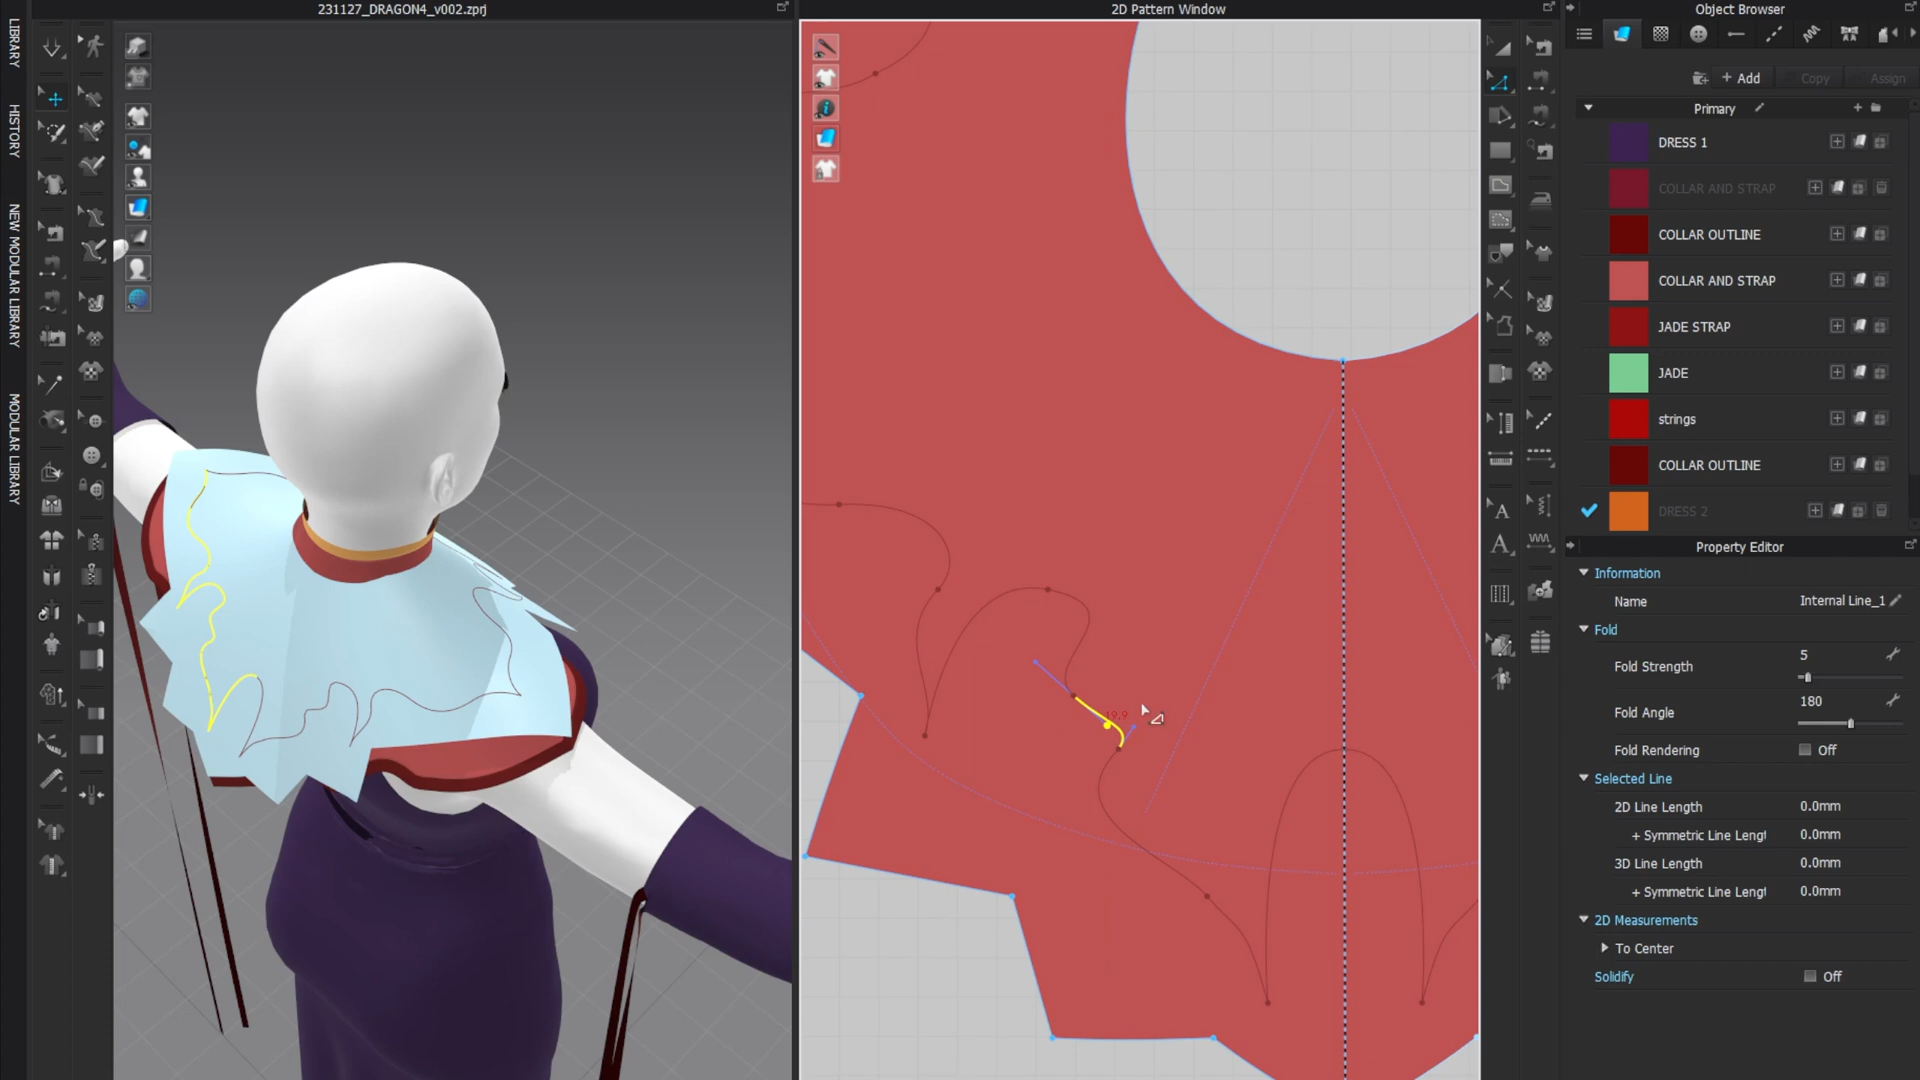 231127_DRAGON4_v002.zprj
2D Pattern Window
Object Browser
LIBRARY
HISTORY
NEW MODULAR LIBRARY
MODULAR LIBRARY
+ Add
Copy
Assign
Primary
DRESS 1
COLLAR AND STRAP
COLLAR OUTLINE
COLLAR AND STRAP
JADE STRAP
JADE
strings
COLLAR OUTLINE
DRESS 2
19.9
Property Editor
Information
Name
Internal Line_1
Fold
Fold Strength
5
Fold Angle
180
Fold Rendering
Off
Selected Line
2D Line Length
0.0mm
+ Symmetric Line Lengt
0.0mm
3D Line Length
0.0mm
+ Symmetric Line Lengt
0.0mm
2D Measurements
To Center
Solidify
Off